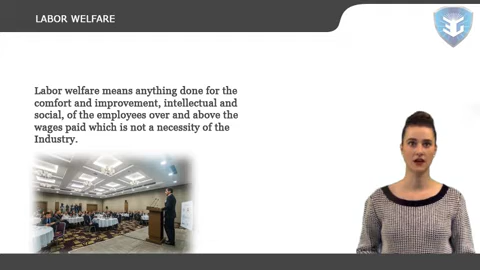 LABOR WELFARE
Labor welfare means anything done for the
comfort and improvement, intellectual and
social, of the employees over and above the
wages paid which is not a necessity of the
Industry.